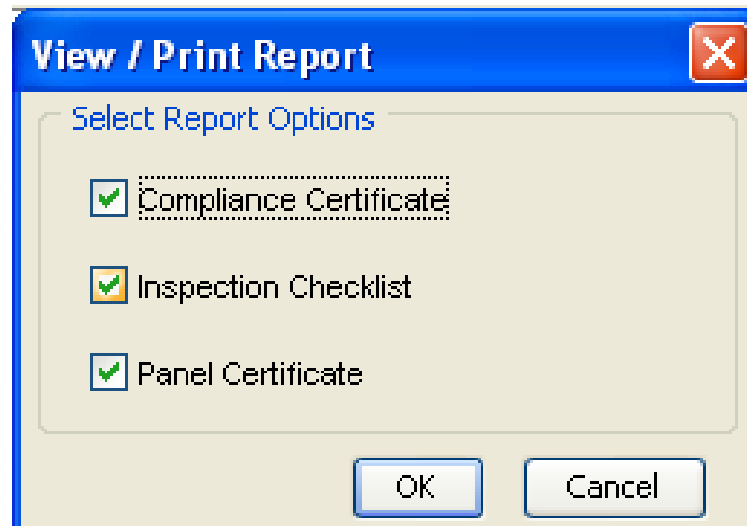 View / Print Report
Select Report Options
Compliance Certificate
Inspection Checklist
Panel Certificate
OK Cancel